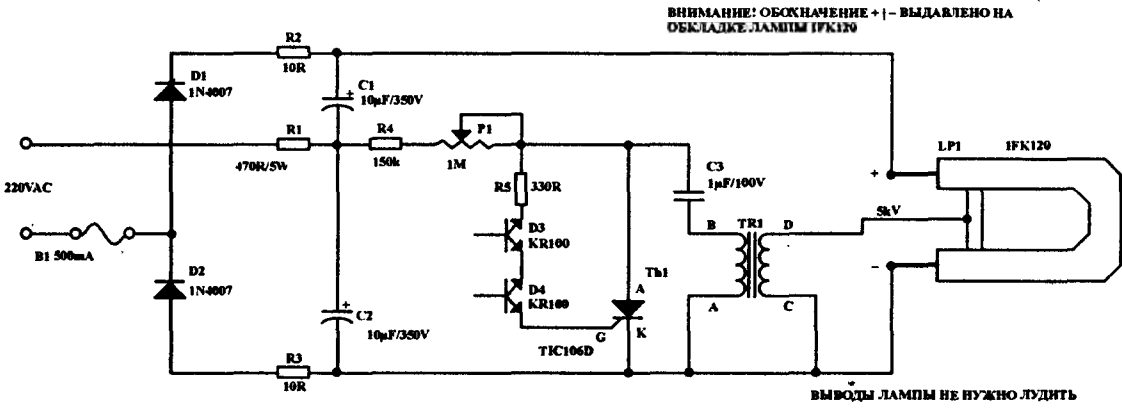 ВНИМАНИЕ! ОБОЗНАЧЕНИЕ + | – ВЫДАВЛЕНО НА
ОБКЛАДКЕ ЛАМПЫ IFK120
R2
10R
D1
1N4007
C1
+
10µF/350V
R1
470R/5W
R4
150k
P1
1M
220VAC
B1 500mA
R5
330R
C3
1µF/100V
LP1
IFK120
+
5kV
–
B
TR1
D
A
C
D3
KR100
D4
KR100
Th1
A
G
K
TIC106D
D2
1N4007
+
C2
10µF/350V
R3
10R
ВЫВОДЫ ЛАМПЫ НЕ НУЖНО ЛУДИТЬ